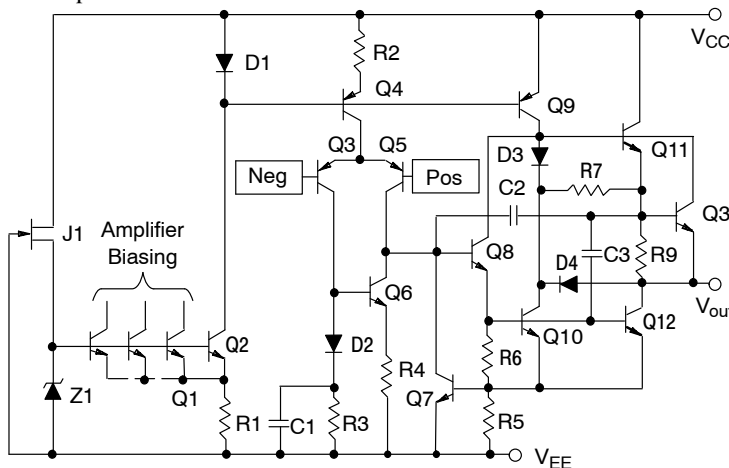 V_CC
D1
R2
Q4
Q9
Q3
Q5
D3
Q11
Neg
Pos
R7
C2
Q3
J1
Amplifier
Biasing
Q8
C3
R9
D4
Q6
V_out
Q2
Q10
Q12
D2
R4
R6
Z1
Q1
R1
C1
R3
Q7
R5
V_EE